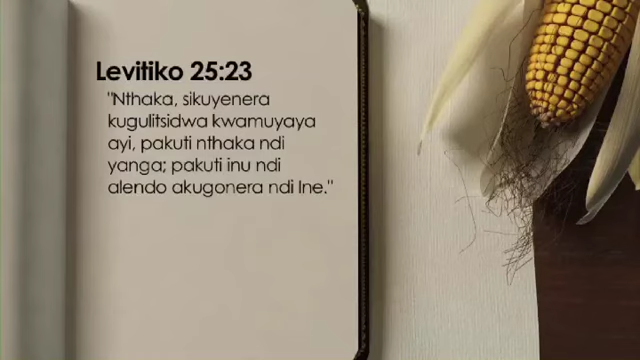 Levitiko 25:23
"Nthaka, sikuyenera
kugulitsidwa kwamuyaya
ayi, pakuti nthaka ndi
yanga; pakuti inu ndi
alendo akugonera ndi Ine."